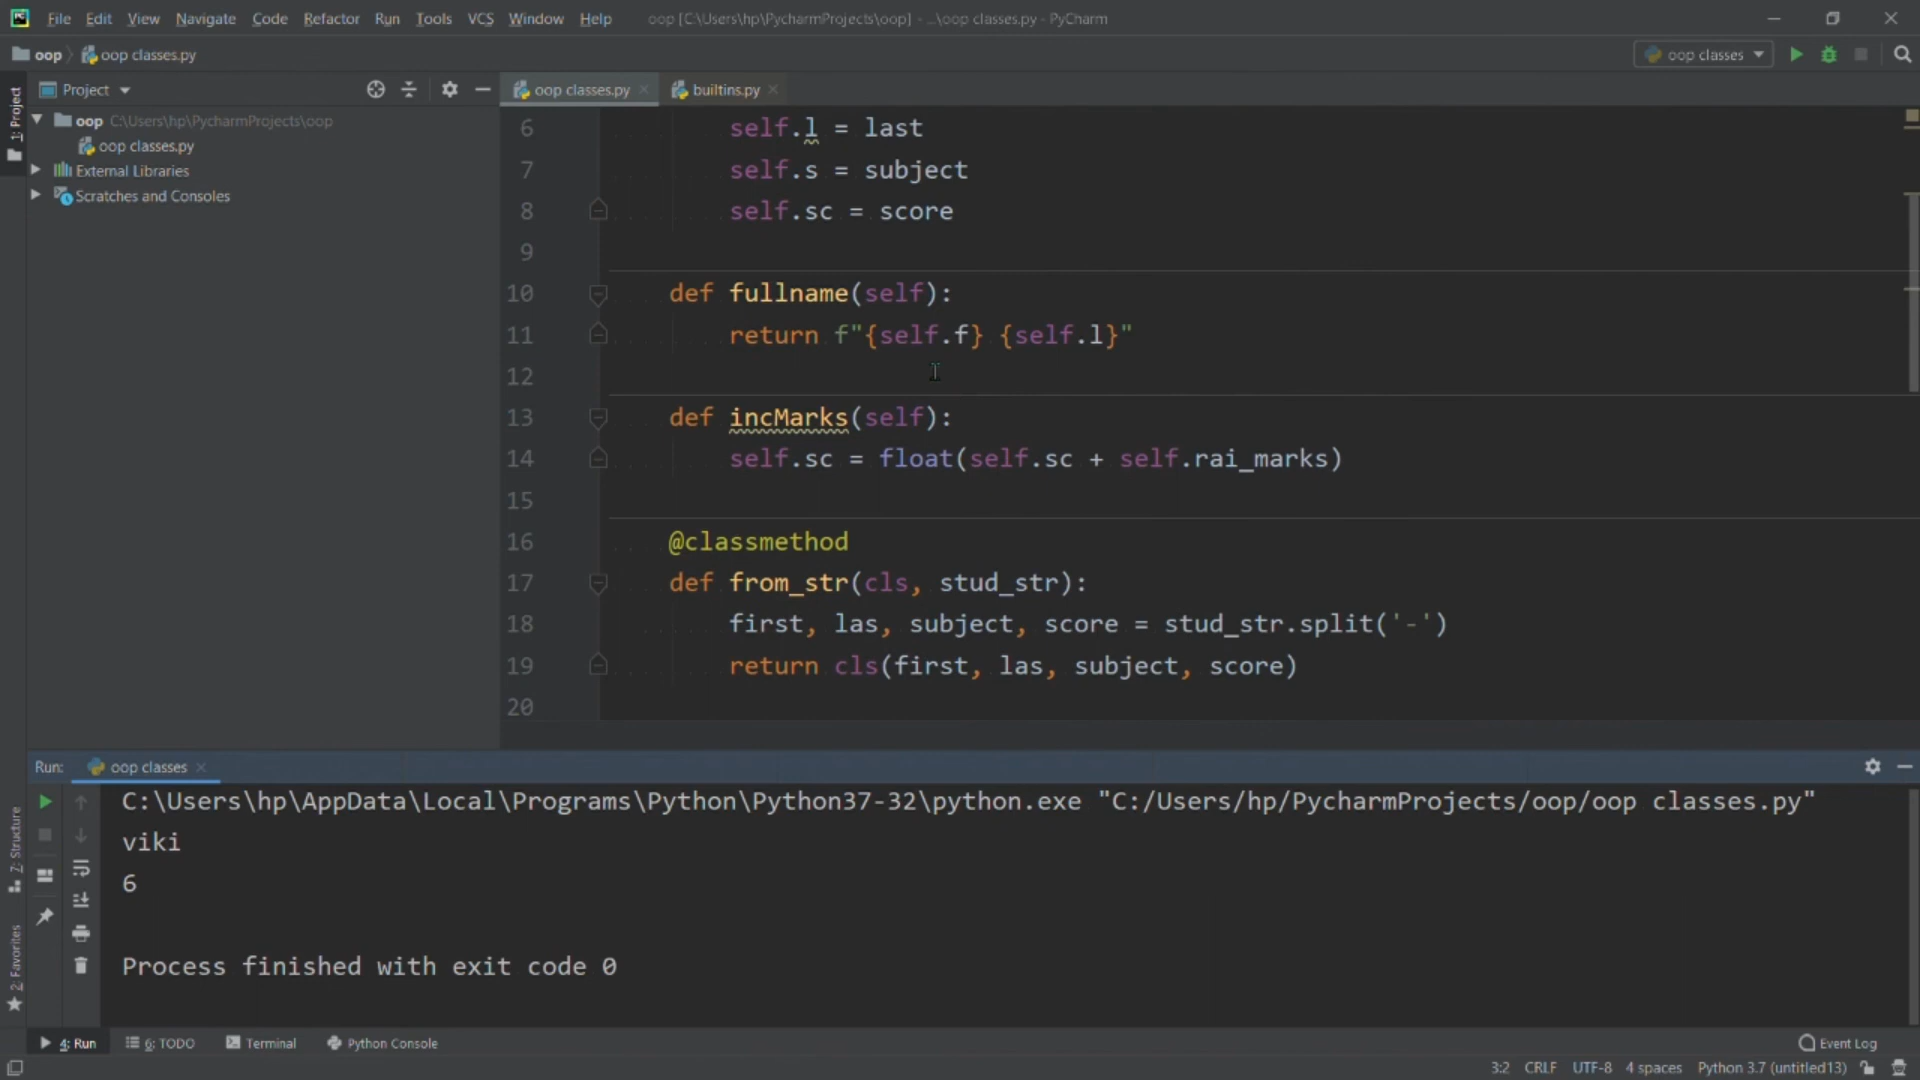 File Edit View Navigate Code Refactor Run Tools VCS Window Help oop [C:\Users\hp\PycharmProjects\oop] - ...\oop classes.py - PyCharm
oop oop classes.py oop classes
Project oop classes.py builtins.py
1: Project
oop C:\Users\hp\PycharmProjects\oop
oop classes.py
External Libraries
Scratches and Consoles
6 self.l = last
7 self.s = subject
8 self.sc = score
9
10 def fullname(self):
11 return f"{self.f} {self.l}"
12
13 def incMarks(self):
14 self.sc = float(self.sc + self.rai_marks)
15
16 @classmethod
17 def from_str(cls, stud_str):
18 first, las, subject, score = stud_str.split('-')
19 return cls(first, las, subject, score)
20
Run: oop classes
C:\Users\hp\AppData\Local\Programs\Python\Python37-32\python.exe "C:/Users/hp/PycharmProjects/oop/oop classes.py"
viki
6
Process finished with exit code 0
Z: Structure
2: Favorites
4: Run 6: TODO Terminal Python Console Event Log
3:2 CRLF UTF-8 4 spaces Python 3.7 (untitled13)